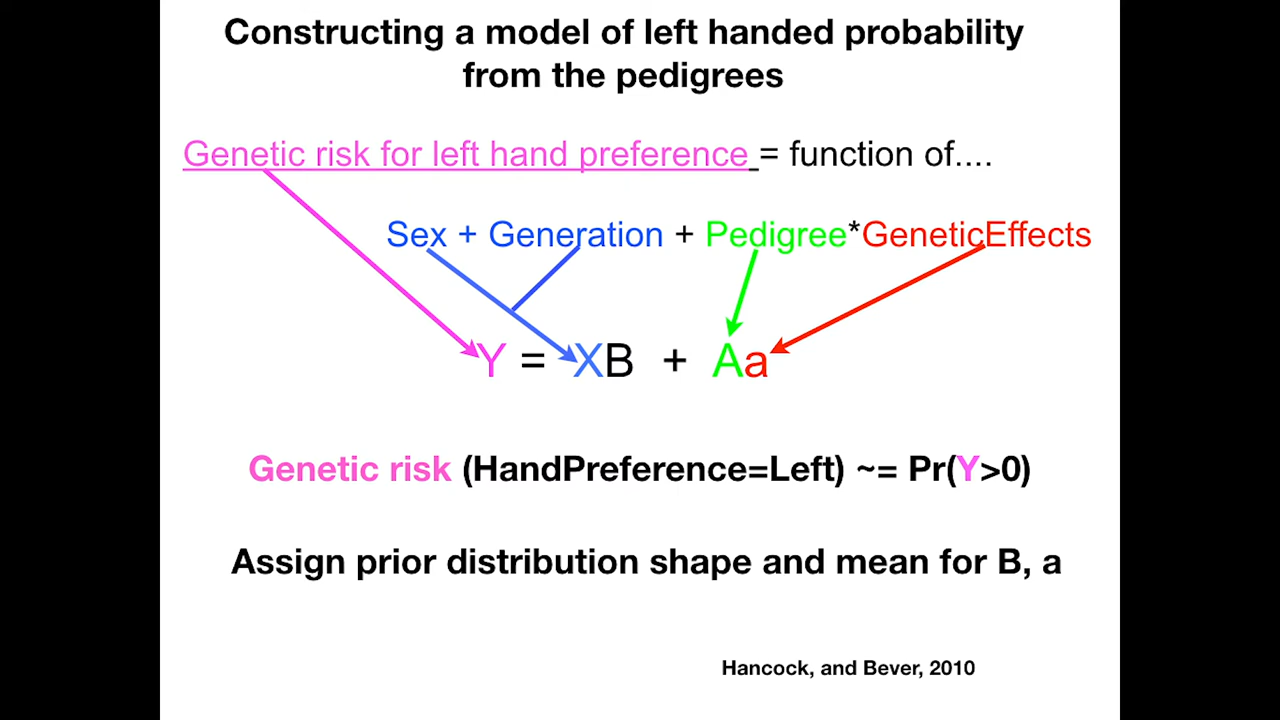 Constructing a model of left handed probability
from the pedigrees
Genetic risk for left hand preference = function of....
Sex + Generation + Pedigree*GeneticEffects
Y = XB + Aa
Genetic risk (HandPreference=Left) ~= Pr(Y>0)
Assign prior distribution shape and mean for B, a
Hancock, and Bever, 2010